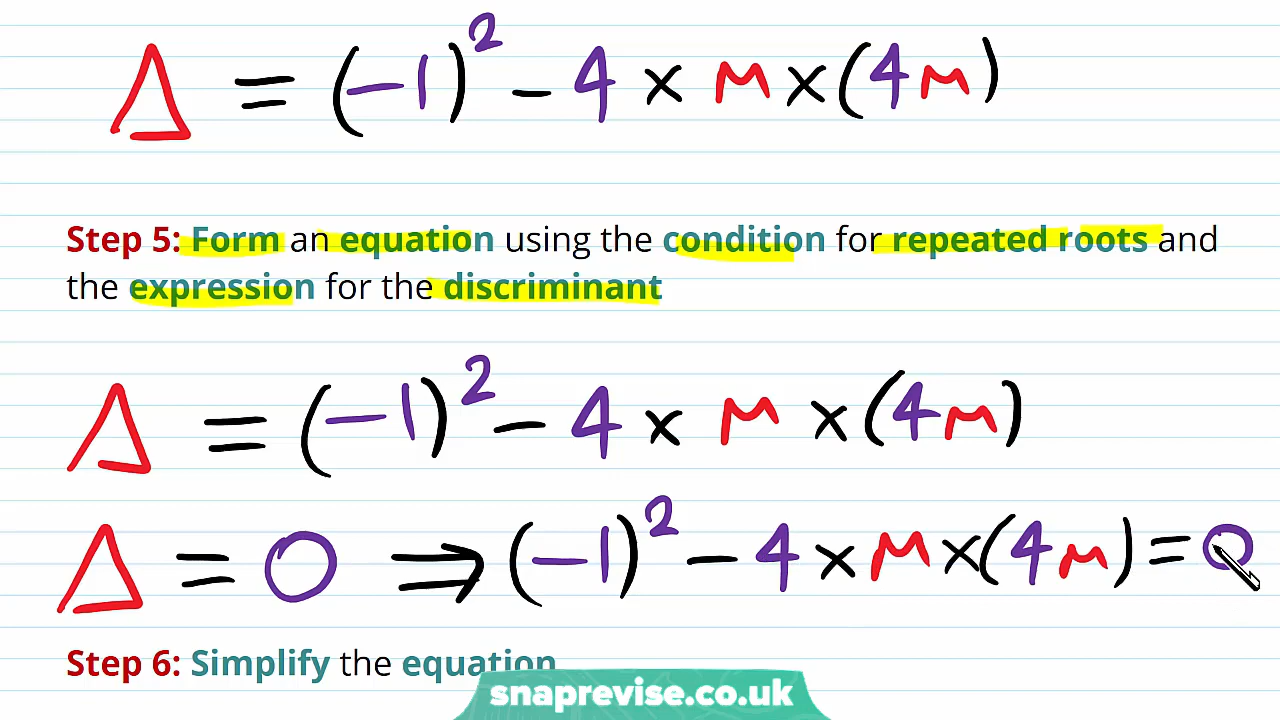 Δ = (-1)² - 4 × m × (4m)
Step 5: Form an equation using the condition for repeated roots and
the expression for the discriminant
Δ = (-1)² - 4 × m × (4m)
Δ = 0 ⇒ (-1)² - 4 × m × (4m) = 0
Step 6: Simplify the equation
snaprevise.co.uk